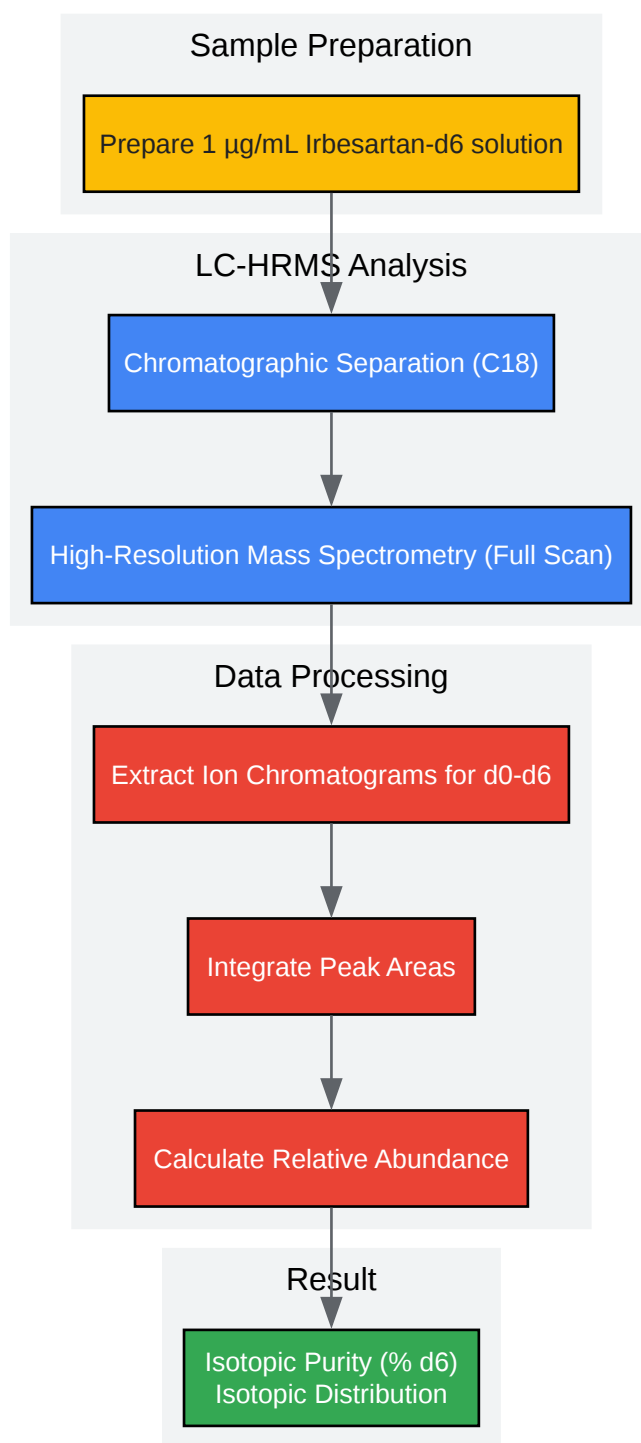 Sample Preparation
Prepare 1 µg/mL Irbesartan-d6 solution
LC-HRMS Analysis
Chromatographic Separation (C18)
High-Resolution Mass Spectrometry (Full Scan)
Data Processing
Extract Ion Chromatograms for d0-d6
Integrate Peak Areas
Calculate Relative Abundance
Result
Isotopic Purity (% d6)
Isotopic Distribution